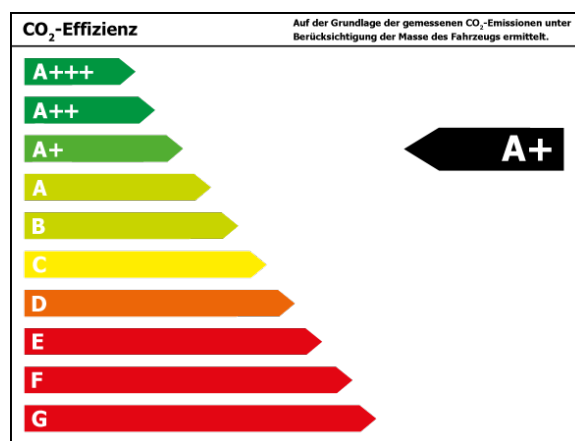 CO₂-Effizienz
Auf der Grundlage der gemessenen CO₂-Emissionen unter
Berücksichtigung der Masse des Fahrzeugs ermittelt.
A+++
A++
A+
A+
A
B
C
D
E
F
G